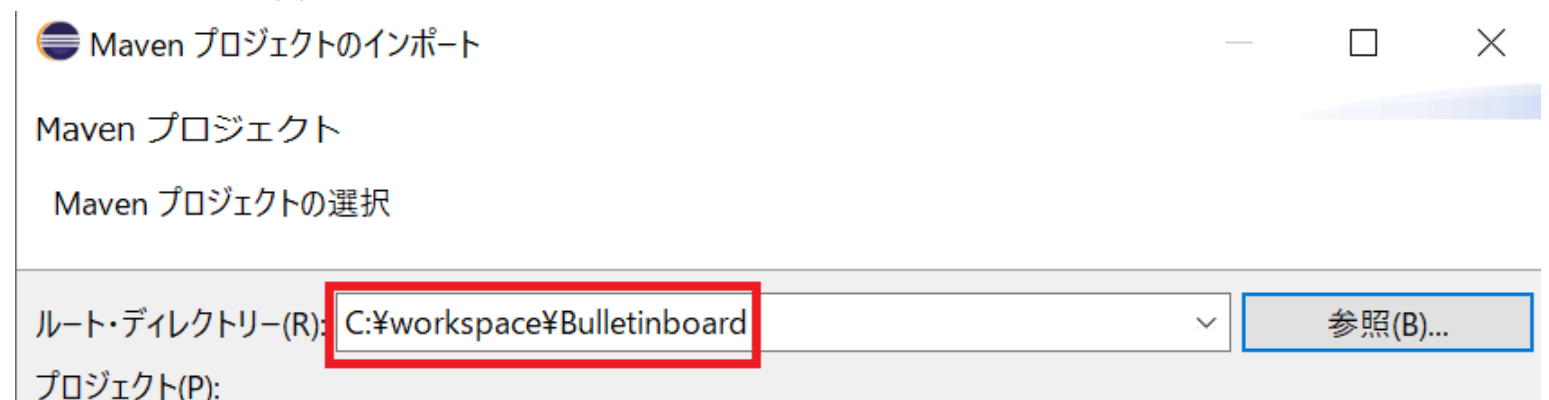 Maven プロジェクトのインポート
Maven プロジェクト
Maven プロジェクトの選択
ルート・ディレクトリー(R): C:¥workspace¥Bulletinboard 参照(B)...
プロジェクト(P):